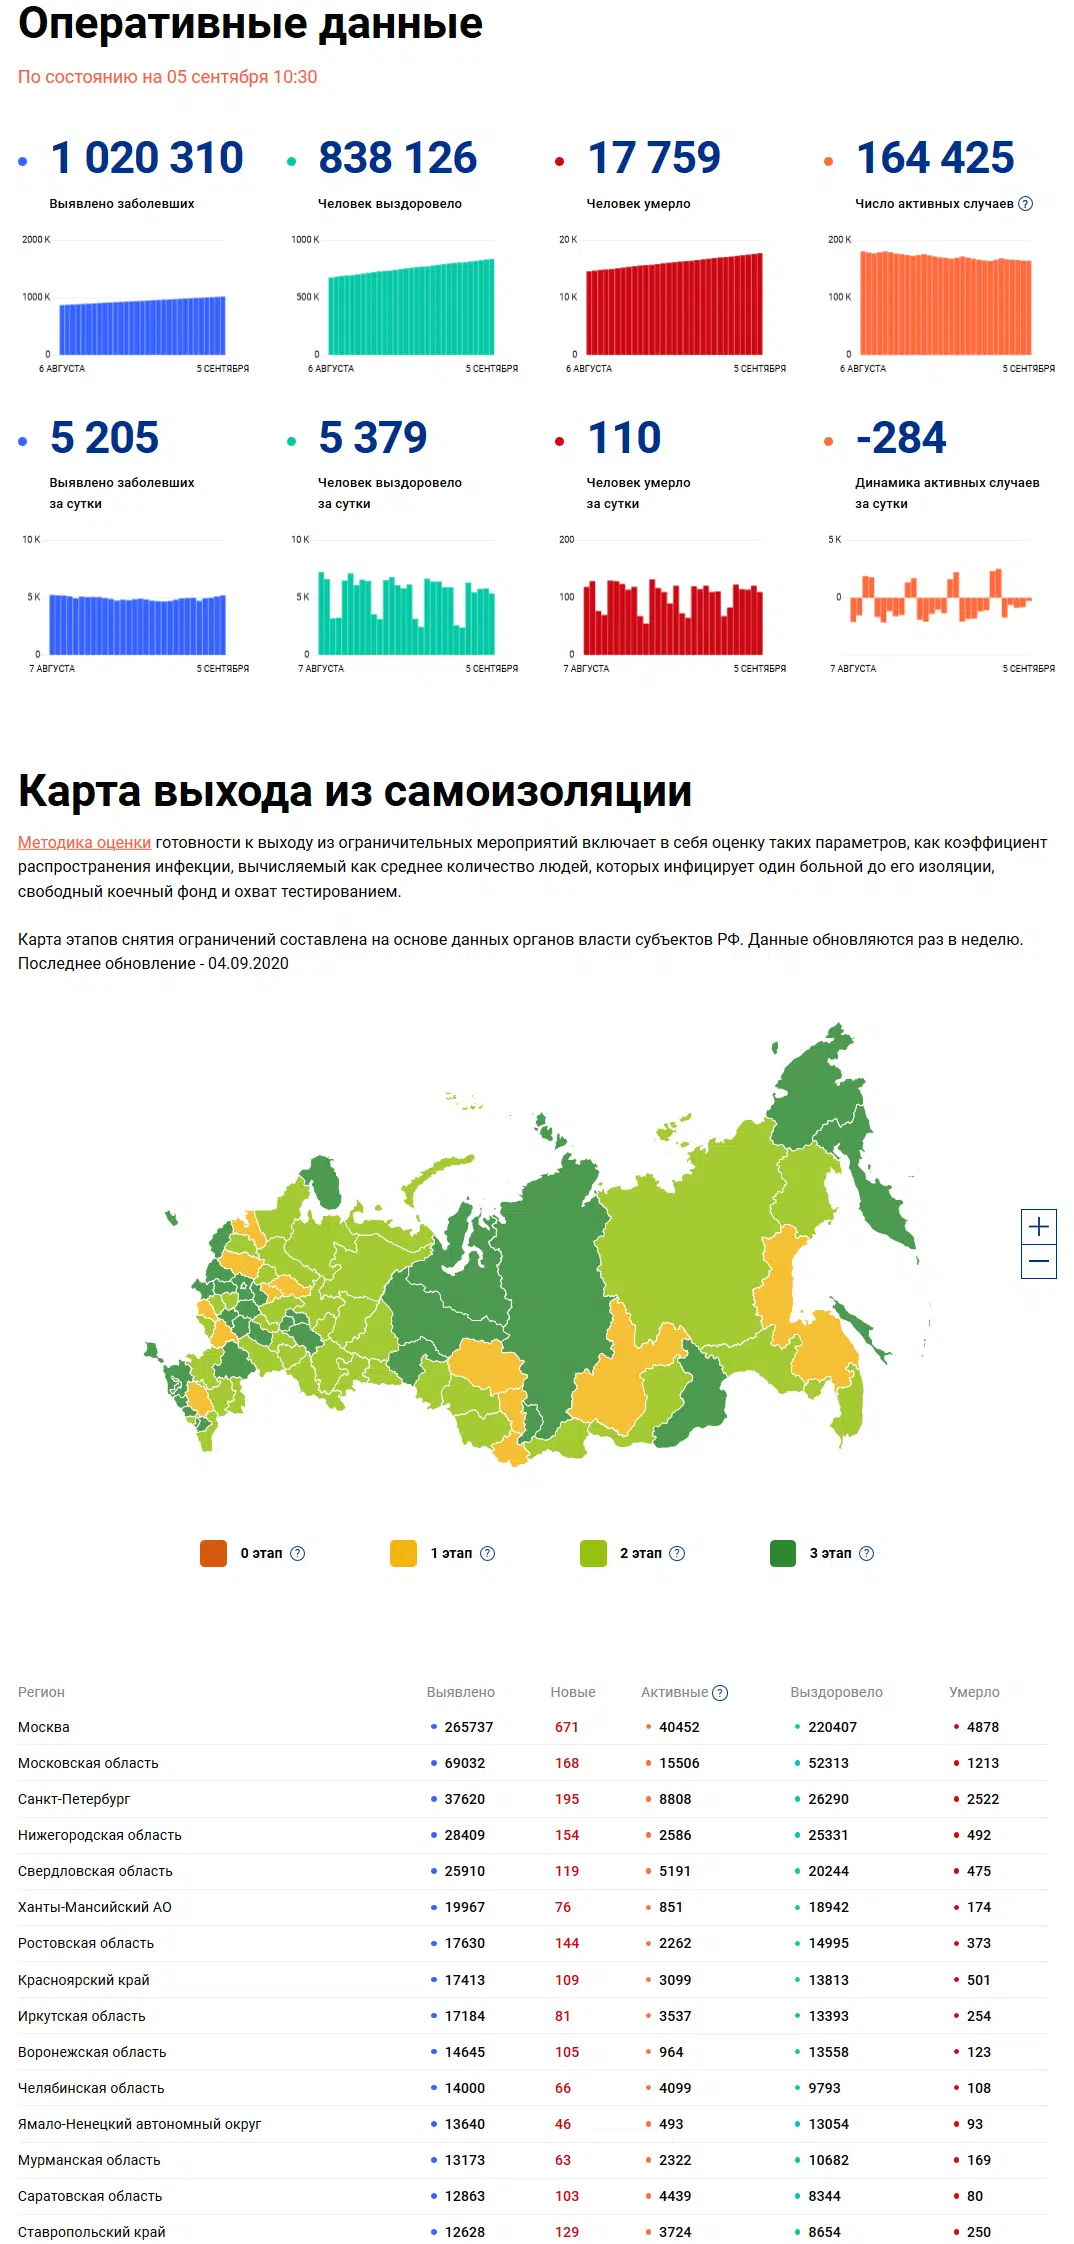 Оперативные данные
По состоянию на 05 сентября 10:30
1 020 310
838 126
17 759
164 425
Выявлено заболевших
Человек выздоровело
Человек умерло
Число активных случаев ?
2000 K
1000 K
0
6 АВГУСТА
5 СЕНТЯБРЯ
1000 K
500 K
0
6 АВГУСТА
5 СЕНТЯБРЯ
20 K
10 K
0
6 АВГУСТА
5 СЕНТЯБРЯ
200 K
100 K
0
6 АВГУСТА
5 СЕНТЯБРЯ
5 205
5 379
110
-284
Выявлено заболевших
за сутки
Человек выздоровело
за сутки
Человек умерло
за сутки
Динамика активных случаев
за сутки
10 K
5 K
0
7 АВГУСТА
5 СЕНТЯБРЯ
10 K
5 K
0
7 АВГУСТА
5 СЕНТЯБРЯ
200
100
0
7 АВГУСТА
5 СЕНТЯБРЯ
5 K
0
7 АВГУСТА
5 СЕНТЯБРЯ
Карта выхода из самоизоляции
Методика оценки готовности к выходу из ограничительных мероприятий включает в себя оценку таких параметров, как коэффициент
распространения инфекции, вычисляемый как среднее количество людей, которых инфицирует один больной до его изоляции,
свободный коечный фонд и охват тестированием.
Карта этапов снятия ограничений составлена на основе данных органов власти субъектов РФ. Данные обновляются раз в неделю.
Последнее обновление - 04.09.2020
+
−
0 этап ?
1 этап ?
2 этап ?
3 этап ?
Регион Выявлено Новые Активные ? Выздоровело Умерло
Москва 265737 671 40452 220407 4878
Московская область 69032 168 15506 52313 1213
Санкт-Петербург 37620 195 8808 26290 2522
Нижегородская область 28409 154 2586 25331 492
Свердловская область 25910 119 5191 20244 475
Ханты-Мансийский АО 19967 76 851 18942 174
Ростовская область 17630 144 2262 14995 373
Красноярский край 17413 109 3099 13813 501
Иркутская область 17184 81 3537 13393 254
Воронежская область 14645 105 964 13558 123
Челябинская область 14000 66 4099 9793 108
Ямало-Ненецкий автономный округ 13640 46 493 13054 93
Мурманская область 13173 63 2322 10682 169
Саратовская область 12863 103 4439 8344 80
Ставропольский край 12628 129 3724 8654 250